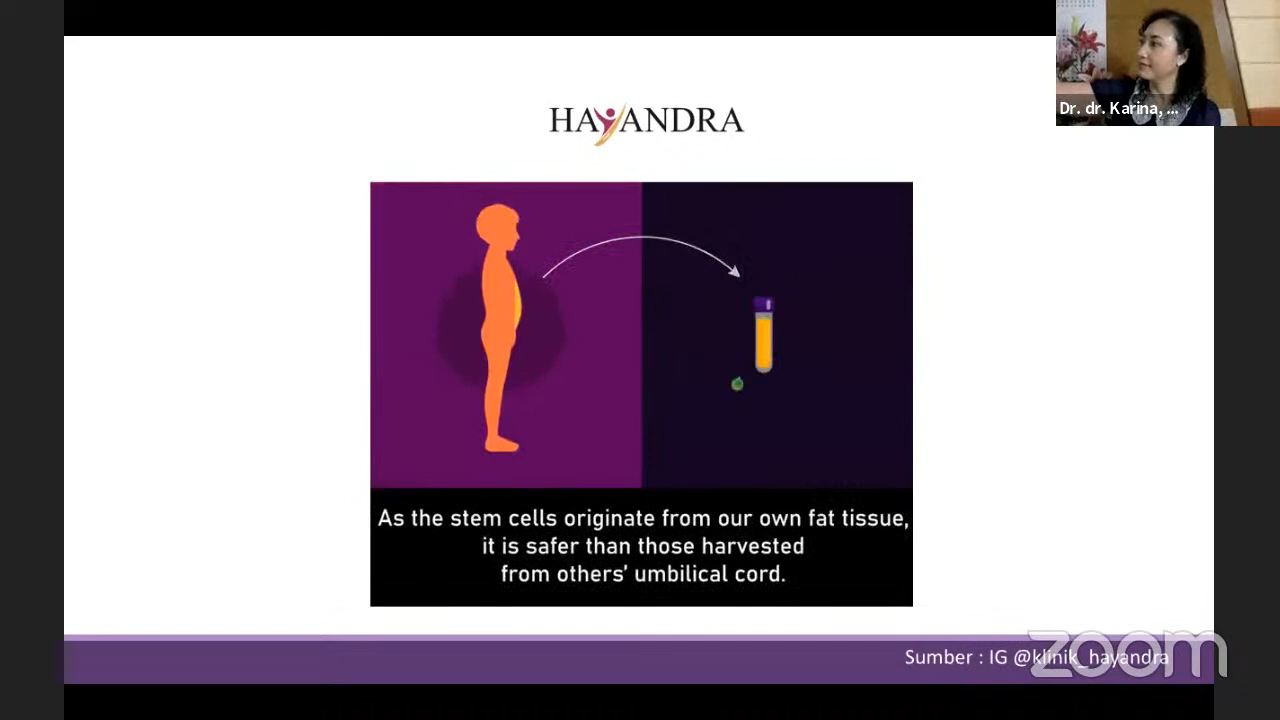 Dr. dr. Karina, ...
HAYANDRA
As the stem cells originate from our own fat tissue,
it is safer than those harvested
from others' umbilical cord.
Sumber : IG @klinik_hayandra
zoom